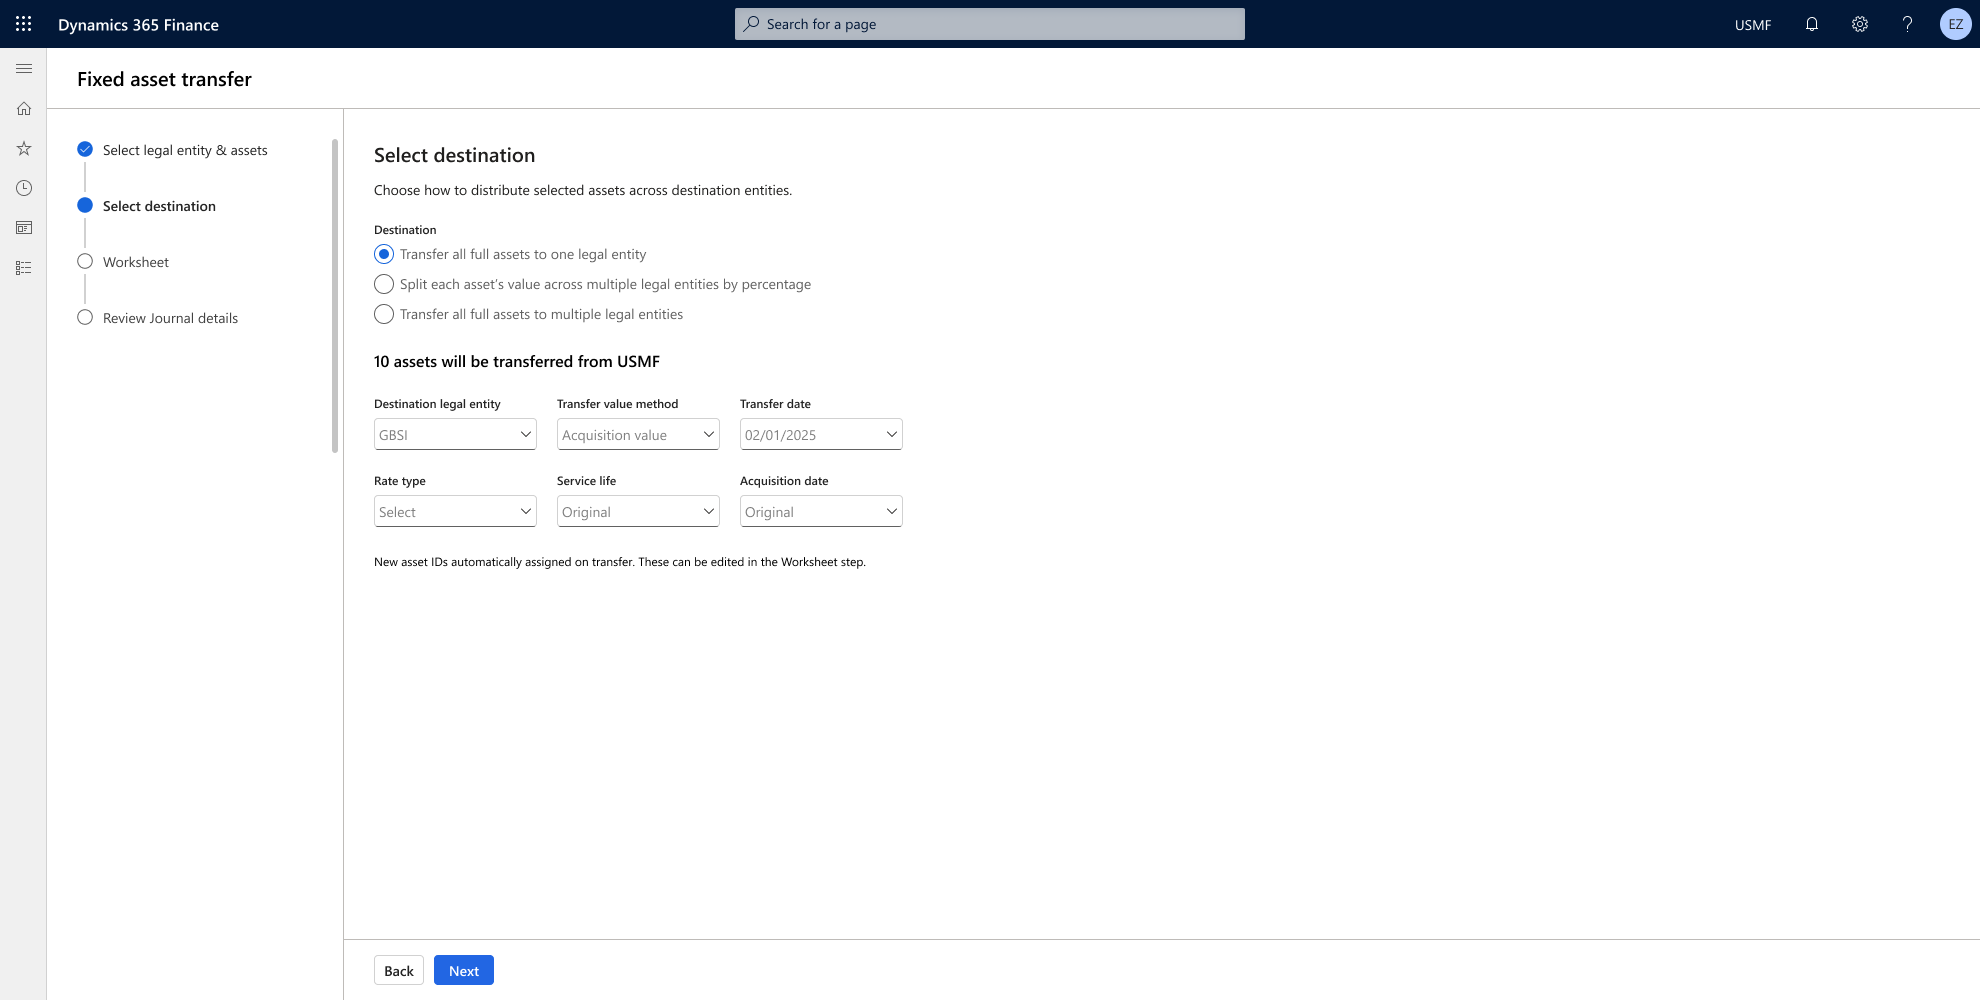 Dynamics 365 Finance
Search for a page
USMF
?
EZ
Fixed asset transfer
Select legal entity & assets
Select destination
Worksheet
Review Journal details
Select destination
Choose how to distribute selected assets across destination entities.
Destination
Transfer all full assets to one legal entity
Split each asset’s value across multiple legal entities by percentage
Transfer all full assets to multiple legal entities
10 assets will be transferred from USMF
Destination legal entity
GBSI
Transfer value method
Acquisition value
Transfer date
02/01/2025
Rate type
Select
Service life
Original
Acquisition date
Original
New asset IDs automatically assigned on transfer. These can be edited in the Worksheet step.
Back
Next